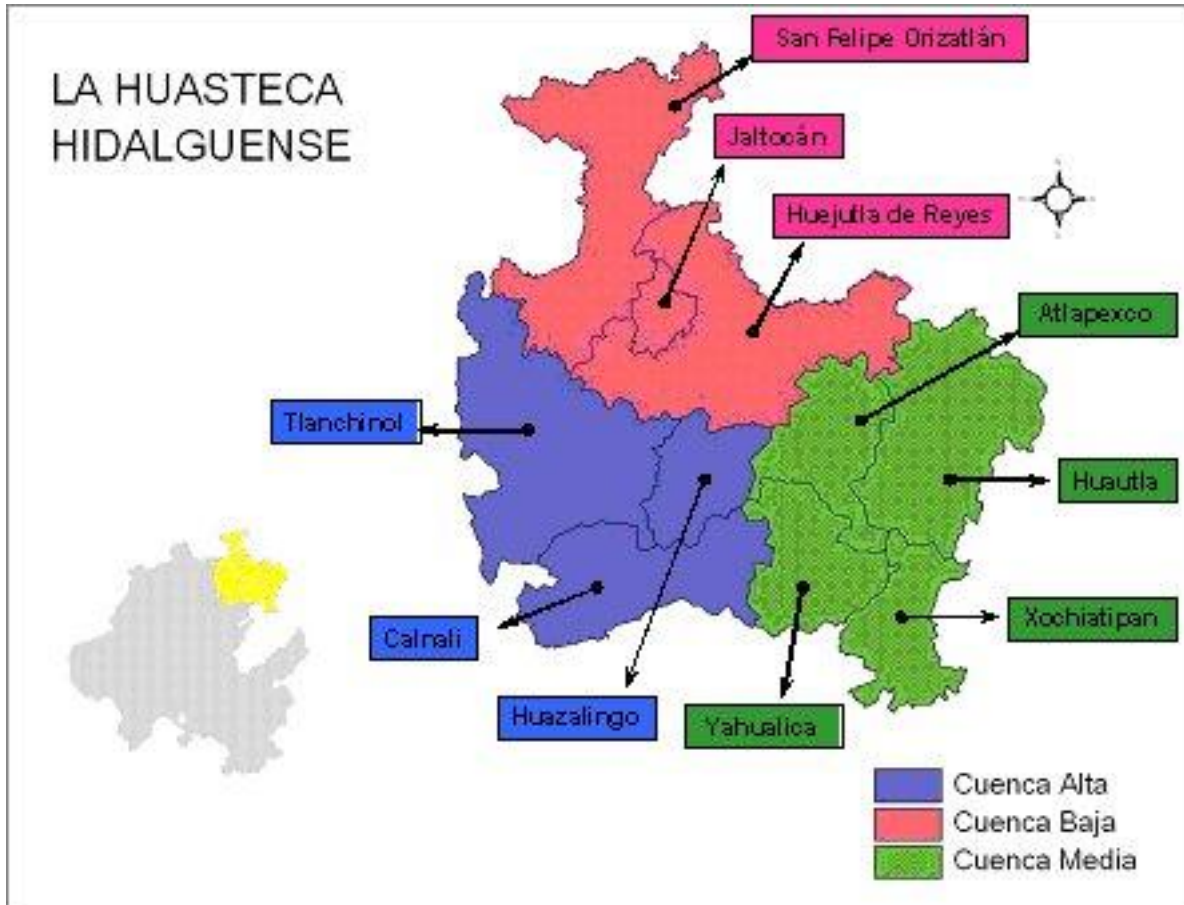 LA HUASTECA
HIDALGUENSE
San Felipe Orizatlán
Jaltocán
Huejutla de Reyes
Atlapexco
Tlanchinol
Huautla
Xochiatipan
Calnali
Huazalingo
Yahualica
Cuenca Alta
Cuenca Baja
Cuenca Media